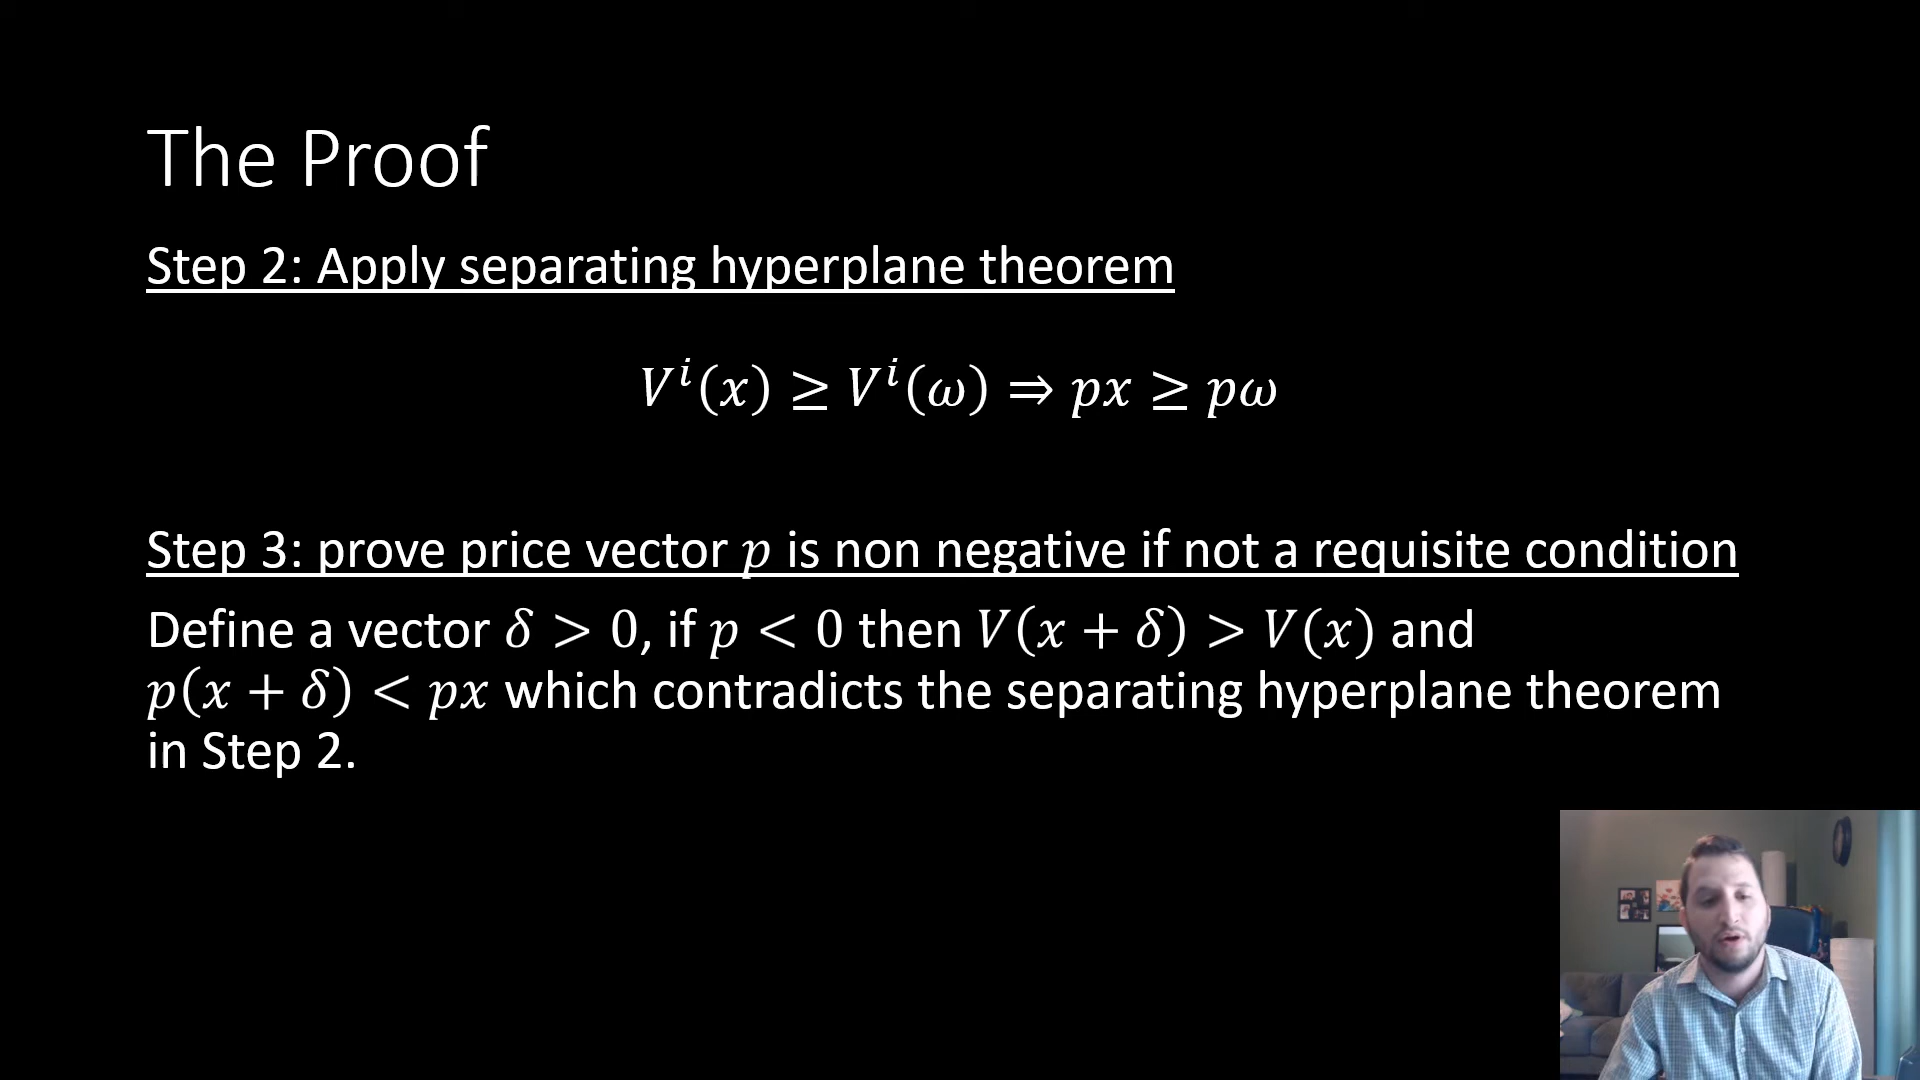 The Proof
Step 2: Apply separating hyperplane theorem
Vⁱ(x) ≥ Vⁱ(ω) ⇒ px ≥ pω
Step 3: prove price vector p is non negative if not a requisite condition
Define a vector δ > 0, if p < 0 then V(x + δ) > V(x) and
p(x + δ) < px which contradicts the separating hyperplane theorem
in Step 2.